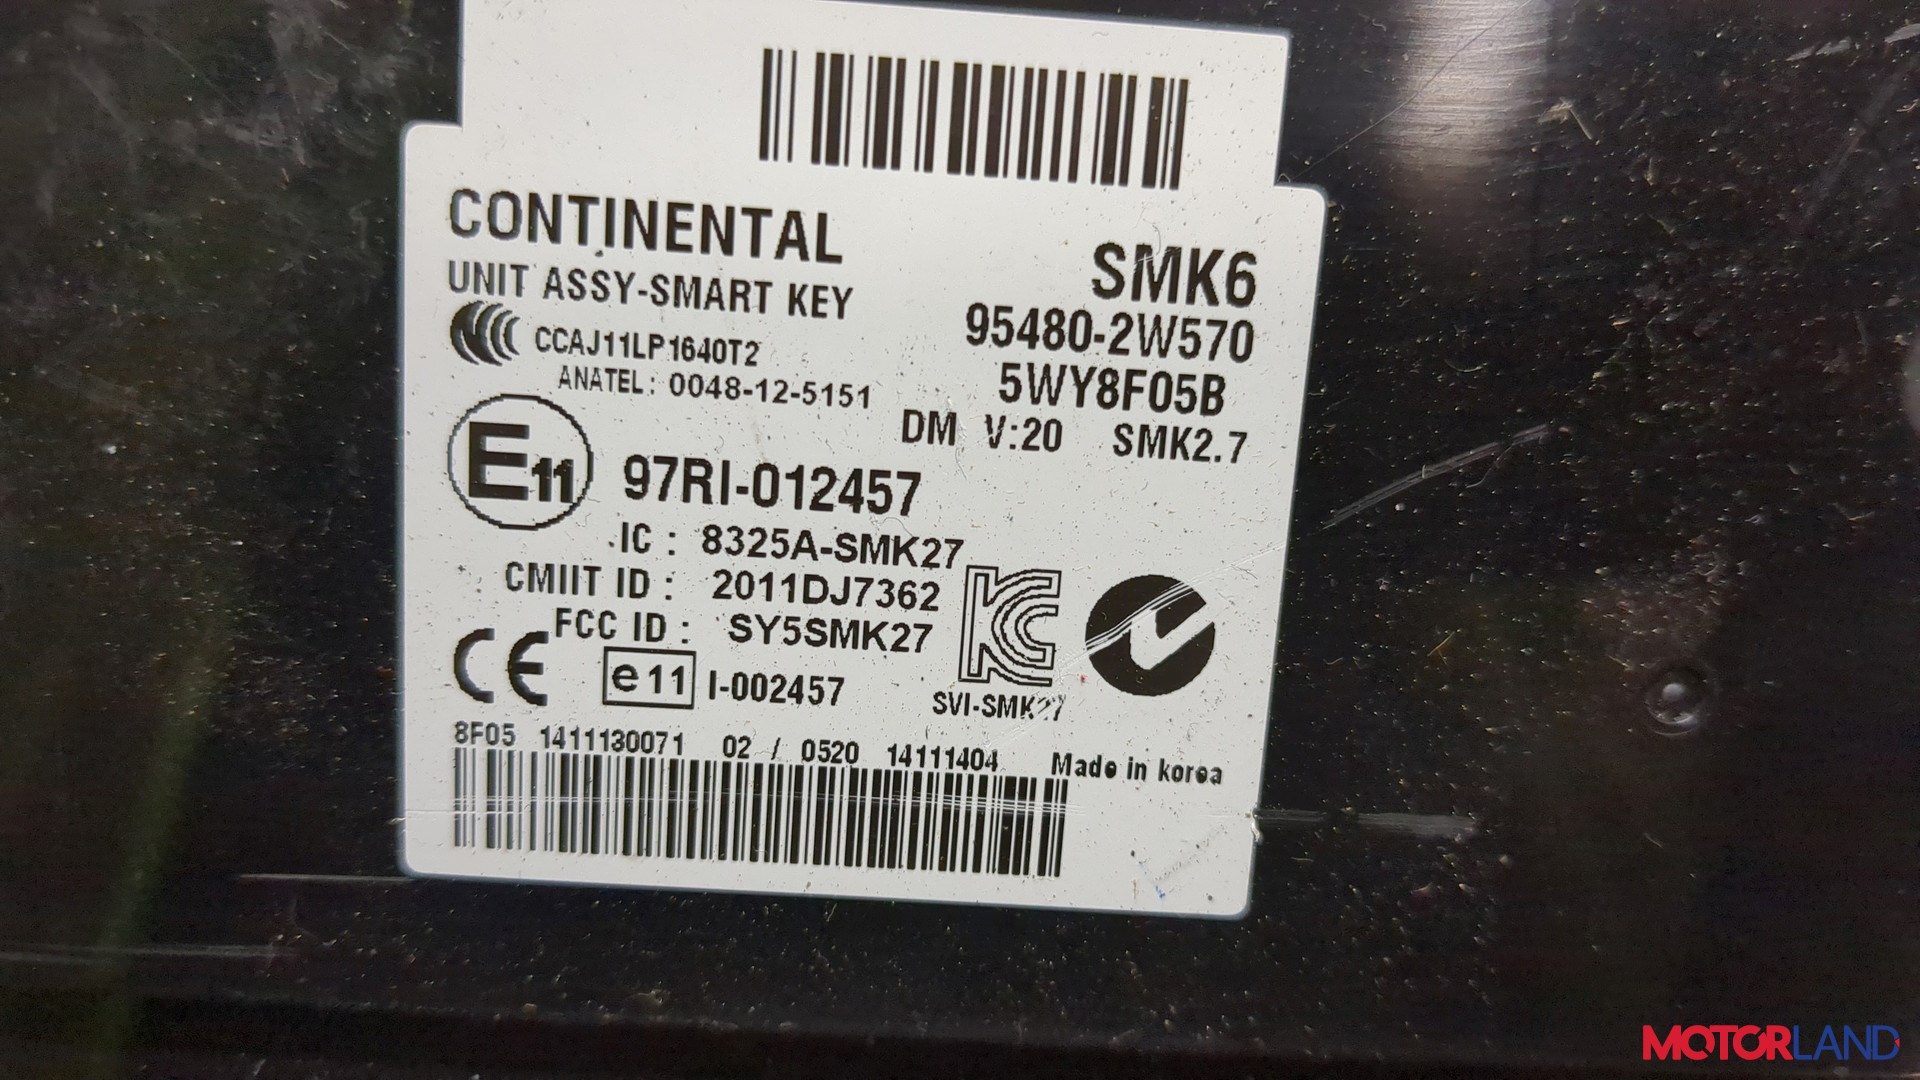 CONTINENTAL
SMK6
UNIT ASSY-SMART KEY
95480-2W570
CCAJ11LP1640T2
5WY8F05B
ANATEL: 0048-12-5151
DM V:20 SMK2.7
E11 97RI-012457
IC : 8325A-SMK27
CMIIT ID : 2011DJ7362
FCC ID : SY5SMK27
CE e11 I-002457
KC
SVI-SMK27
8F05 1411130071 02 / 0520 14111404
Made in korea
MOTORLAND